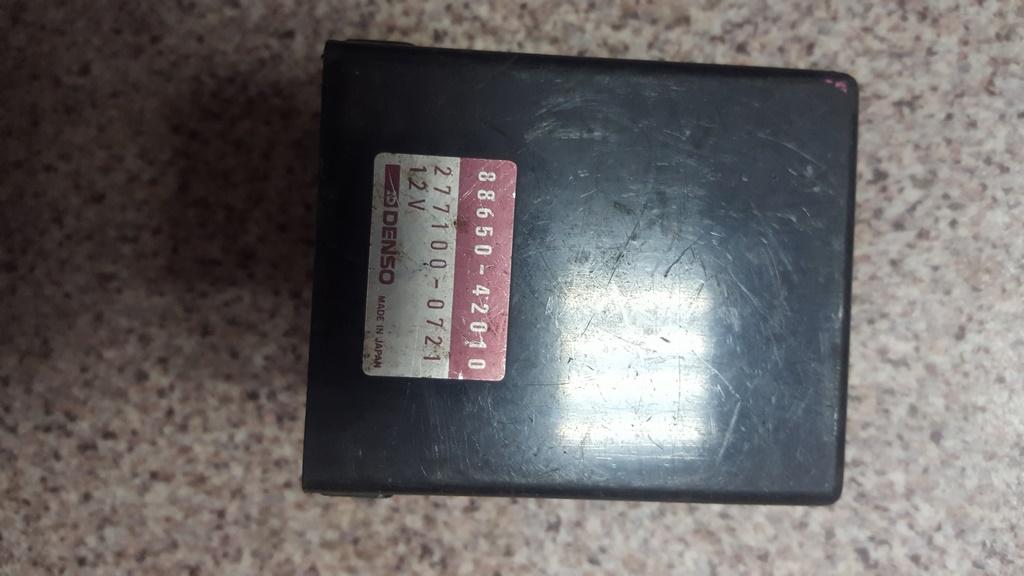 88650-42010
277100-0721
12V
DENSO MADE IN JAPAN